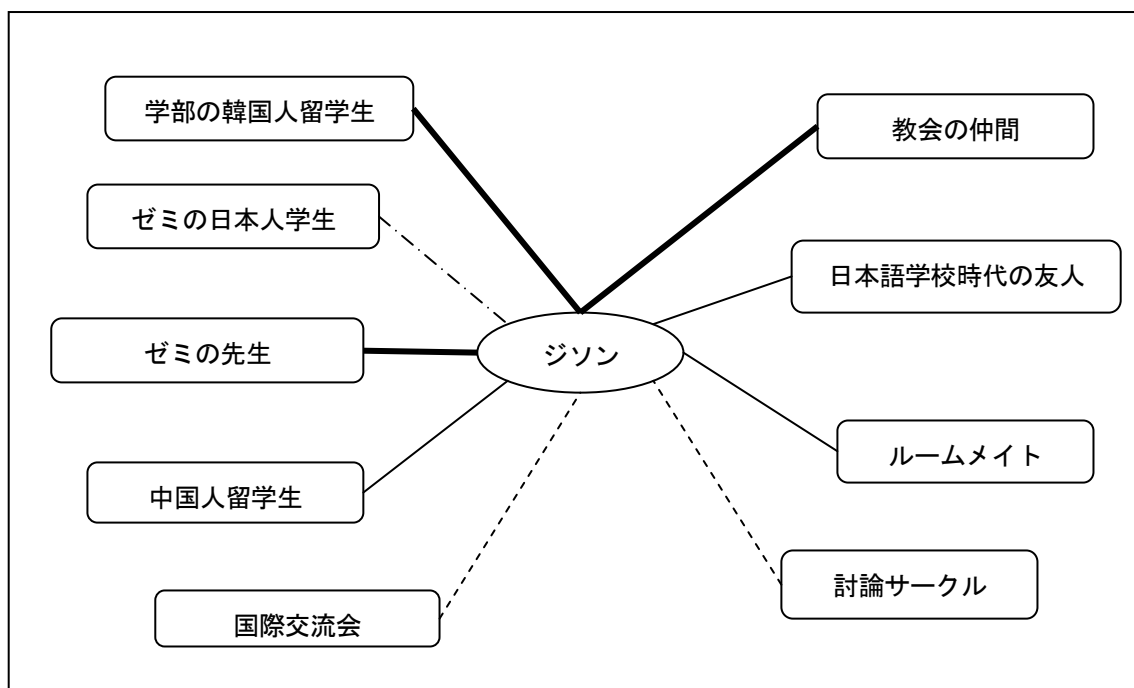 学部の韓国人留学生
教会の仲間
ゼミの日本人学生
日本語学校時代の友人
ゼミの先生
ジソン
ルームメイト
中国人留学生
討論サークル
国際交流会